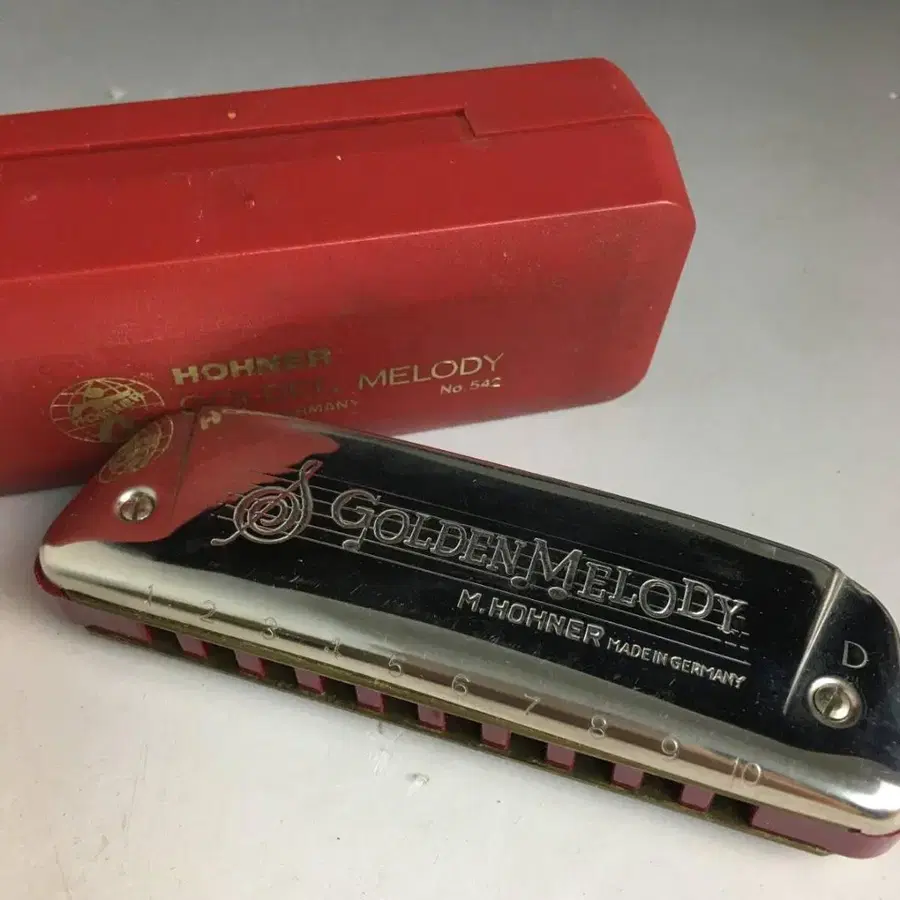 HOHNER
MELODY
No. 542
GERMANY
GOLDEN MELODY
M. HOHNER MADE IN GERMANY
D
1 2 3 4 5 6 7 8 9 10